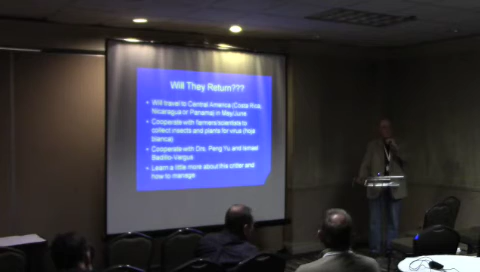 Will They Return???
• Will travel to Central America (Costa Rica,
Nicaragua or Panama) in May/June
• Cooperate with farmers/scientists to
collect insects and plants for virus (hoja
blanca)
• Cooperate with Drs. Peng Yu and Ismael
Badillo-Vargus
• Learn a little more about this critter and
how to manage